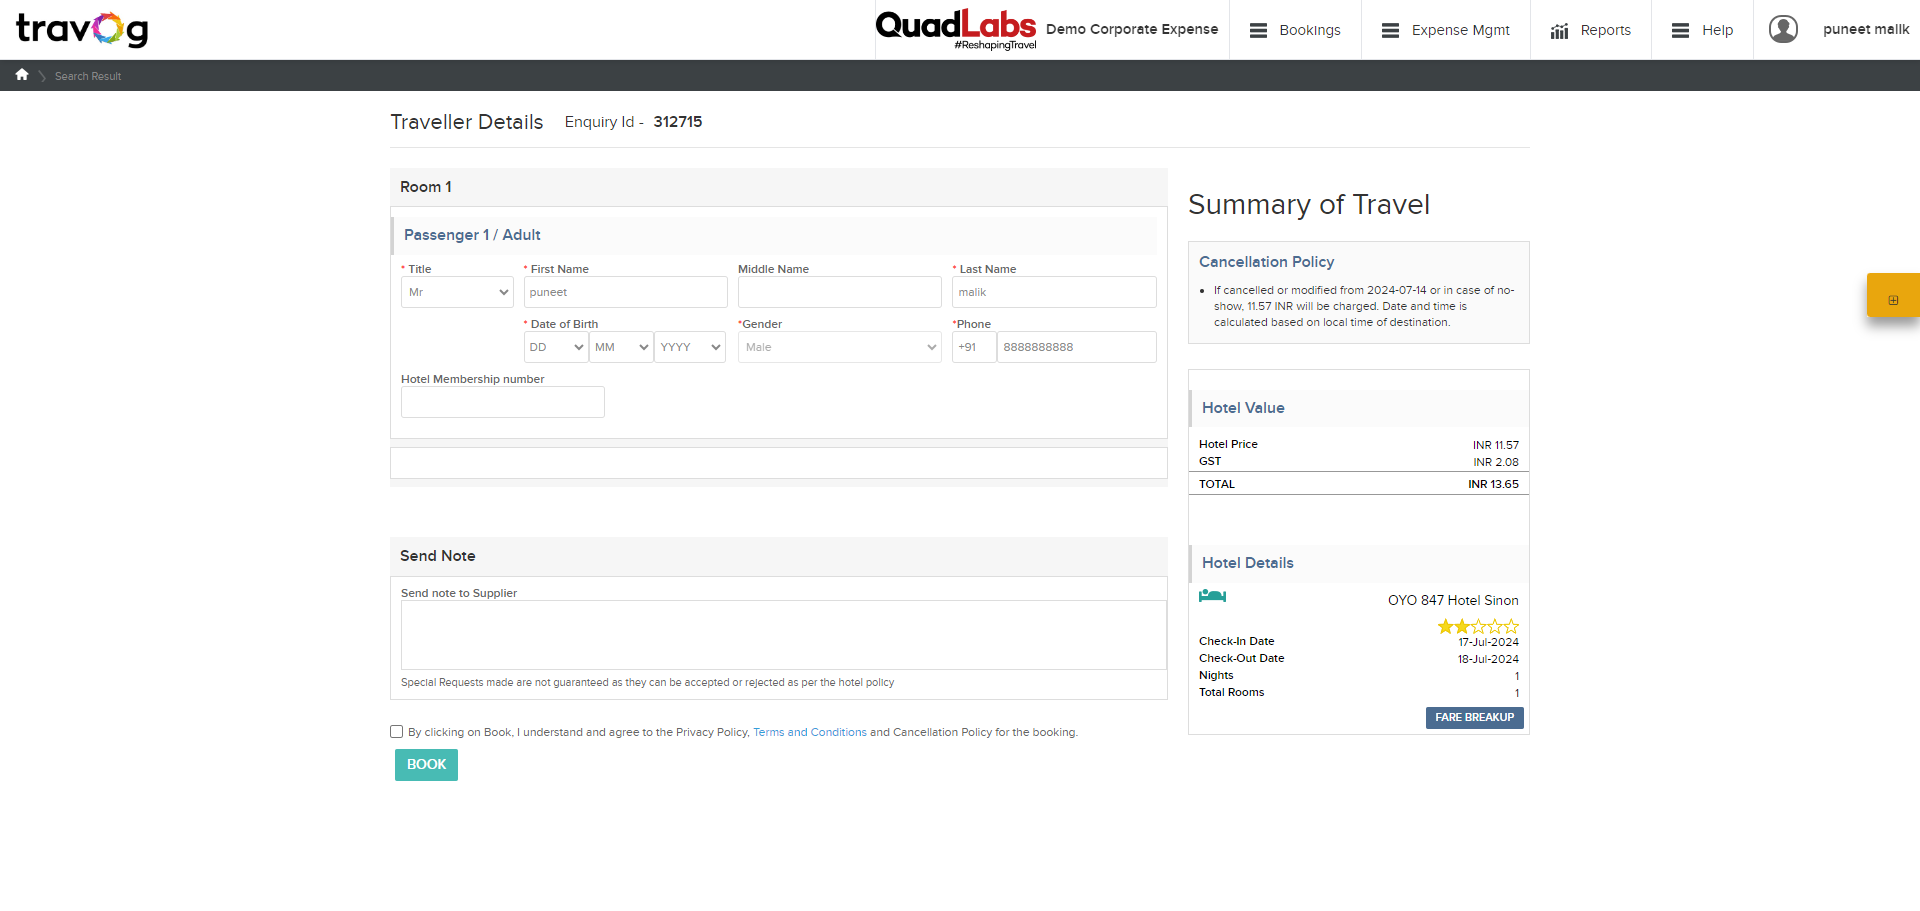 travog
QuadLabs
#ReshapingTravel
Demo Corporate Expense
Bookings
Expense Mgmt
Reports
Help
puneet malik
Search Result
Traveller Details Enquiry Id - 312715
Room 1
Passenger 1 / Adult
* Title * First Name Middle Name * Last Name
Mr puneet malik
* Date of Birth *Gender *Phone
DD MM YYYY Male +91 8888888888
Hotel Membership number
Send Note
Send note to Supplier
Special Requests made are not guaranteed as they can be accepted or rejected as per the hotel policy
By clicking on Book, I understand and agree to the Privacy Policy, Terms and Conditions and Cancellation Policy for the booking.
BOOK
Summary of Travel
Cancellation Policy
If cancelled or modified from 2024-07-14 or in case of no-
show, 11.57 INR will be charged. Date and time is
calculated based on local time of destination.
Hotel Value
Hotel Price INR 11.57
GST INR 2.08
TOTAL INR 13.65
Hotel Details
OYO 847 Hotel Sinon
Check-In Date 17-Jul-2024
Check-Out Date 18-Jul-2024
Nights 1
Total Rooms 1
FARE BREAKUP